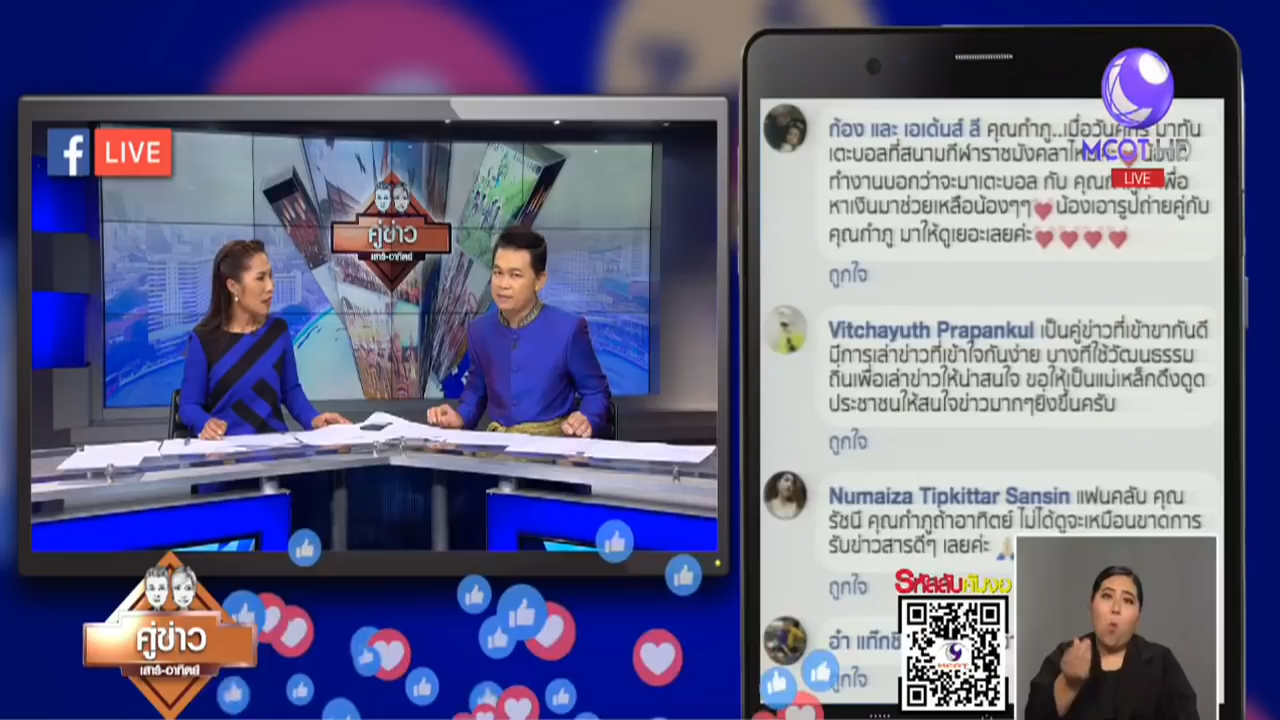 f LIVE
คู่ข่าว
เสาร์-อาทิตย์
ก้อง และ เอเด้นส์ ลี คุณกำภู..เมื่อวันศุกร์ มาทัน
เตะบอลที่สนามกีฬาราชมังคลา
ทำงานบอกว่าจะมาเตะบอล กับ
หาเงินมาช่วยเหลือน้องๆๆ น้องเอารูปถ่ายคู่กับ
คุณกำภู มาให้ดูเยอะเลยค่ะ
ถูกใจ
Vitchayuth Prapankul เป็นคู่ข่าวที่เข้าขากันดี
มีการเล่าข่าวที่เข้าใจกันง่าย บางทีใช้วัฒนธรรม
ถิ่นเพื่อเล่าข่าวให้น่าสนใจ ขอให้เป็นแม่เหล็กดึงดูด
ประชาชนให้สนใจข่าวมากๆยิ่งขึ้นครับ
ถูกใจ
Numaiza Tipkittar Sansin แฟนคลับ คุณ
รัชนี คุณกำภูถ้าอาทิตย์ ไม่ได้ดูจะเหมือนขาดการ
รับข่าวสารดีๆ เลยค่ะ
ถูกใจ
อำ
ถูกใจ
MCOT HD
LIVE
รหัสลับคับจอ
MCOT
คู่ข่าว
เสาร์-อาทิตย์